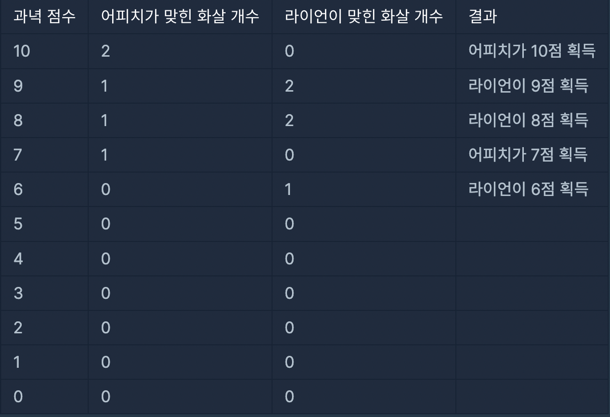 과녁 점수 어피치가 맞힌 화살 개수 라이언이 맞힌 화살 개수 결과
10 2 0 어피치가 10점 획득
9 1 2 라이언이 9점 획득
8 1 2 라이언이 8점 획득
7 1 0 어피치가 7점 획득
6 0 1 라이언이 6점 획득
5 0 0
4 0 0
3 0 0
2 0 0
1 0 0
0 0 0